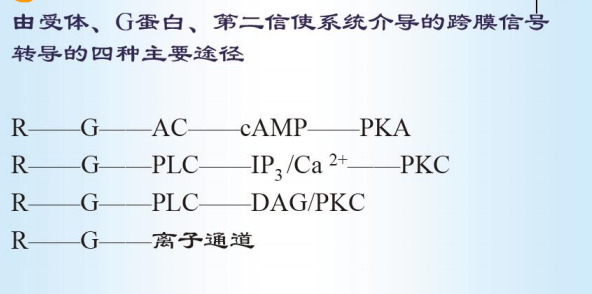 由受体、G蛋白、第二信使系统介导的跨膜信号
转导的四种主要途径
R——G——AC——cAMP——PKA
R——G——PLC——IP₃/Ca ²⁺——PKC
R——G——PLC——DAG/PKC
R——G——离子通道